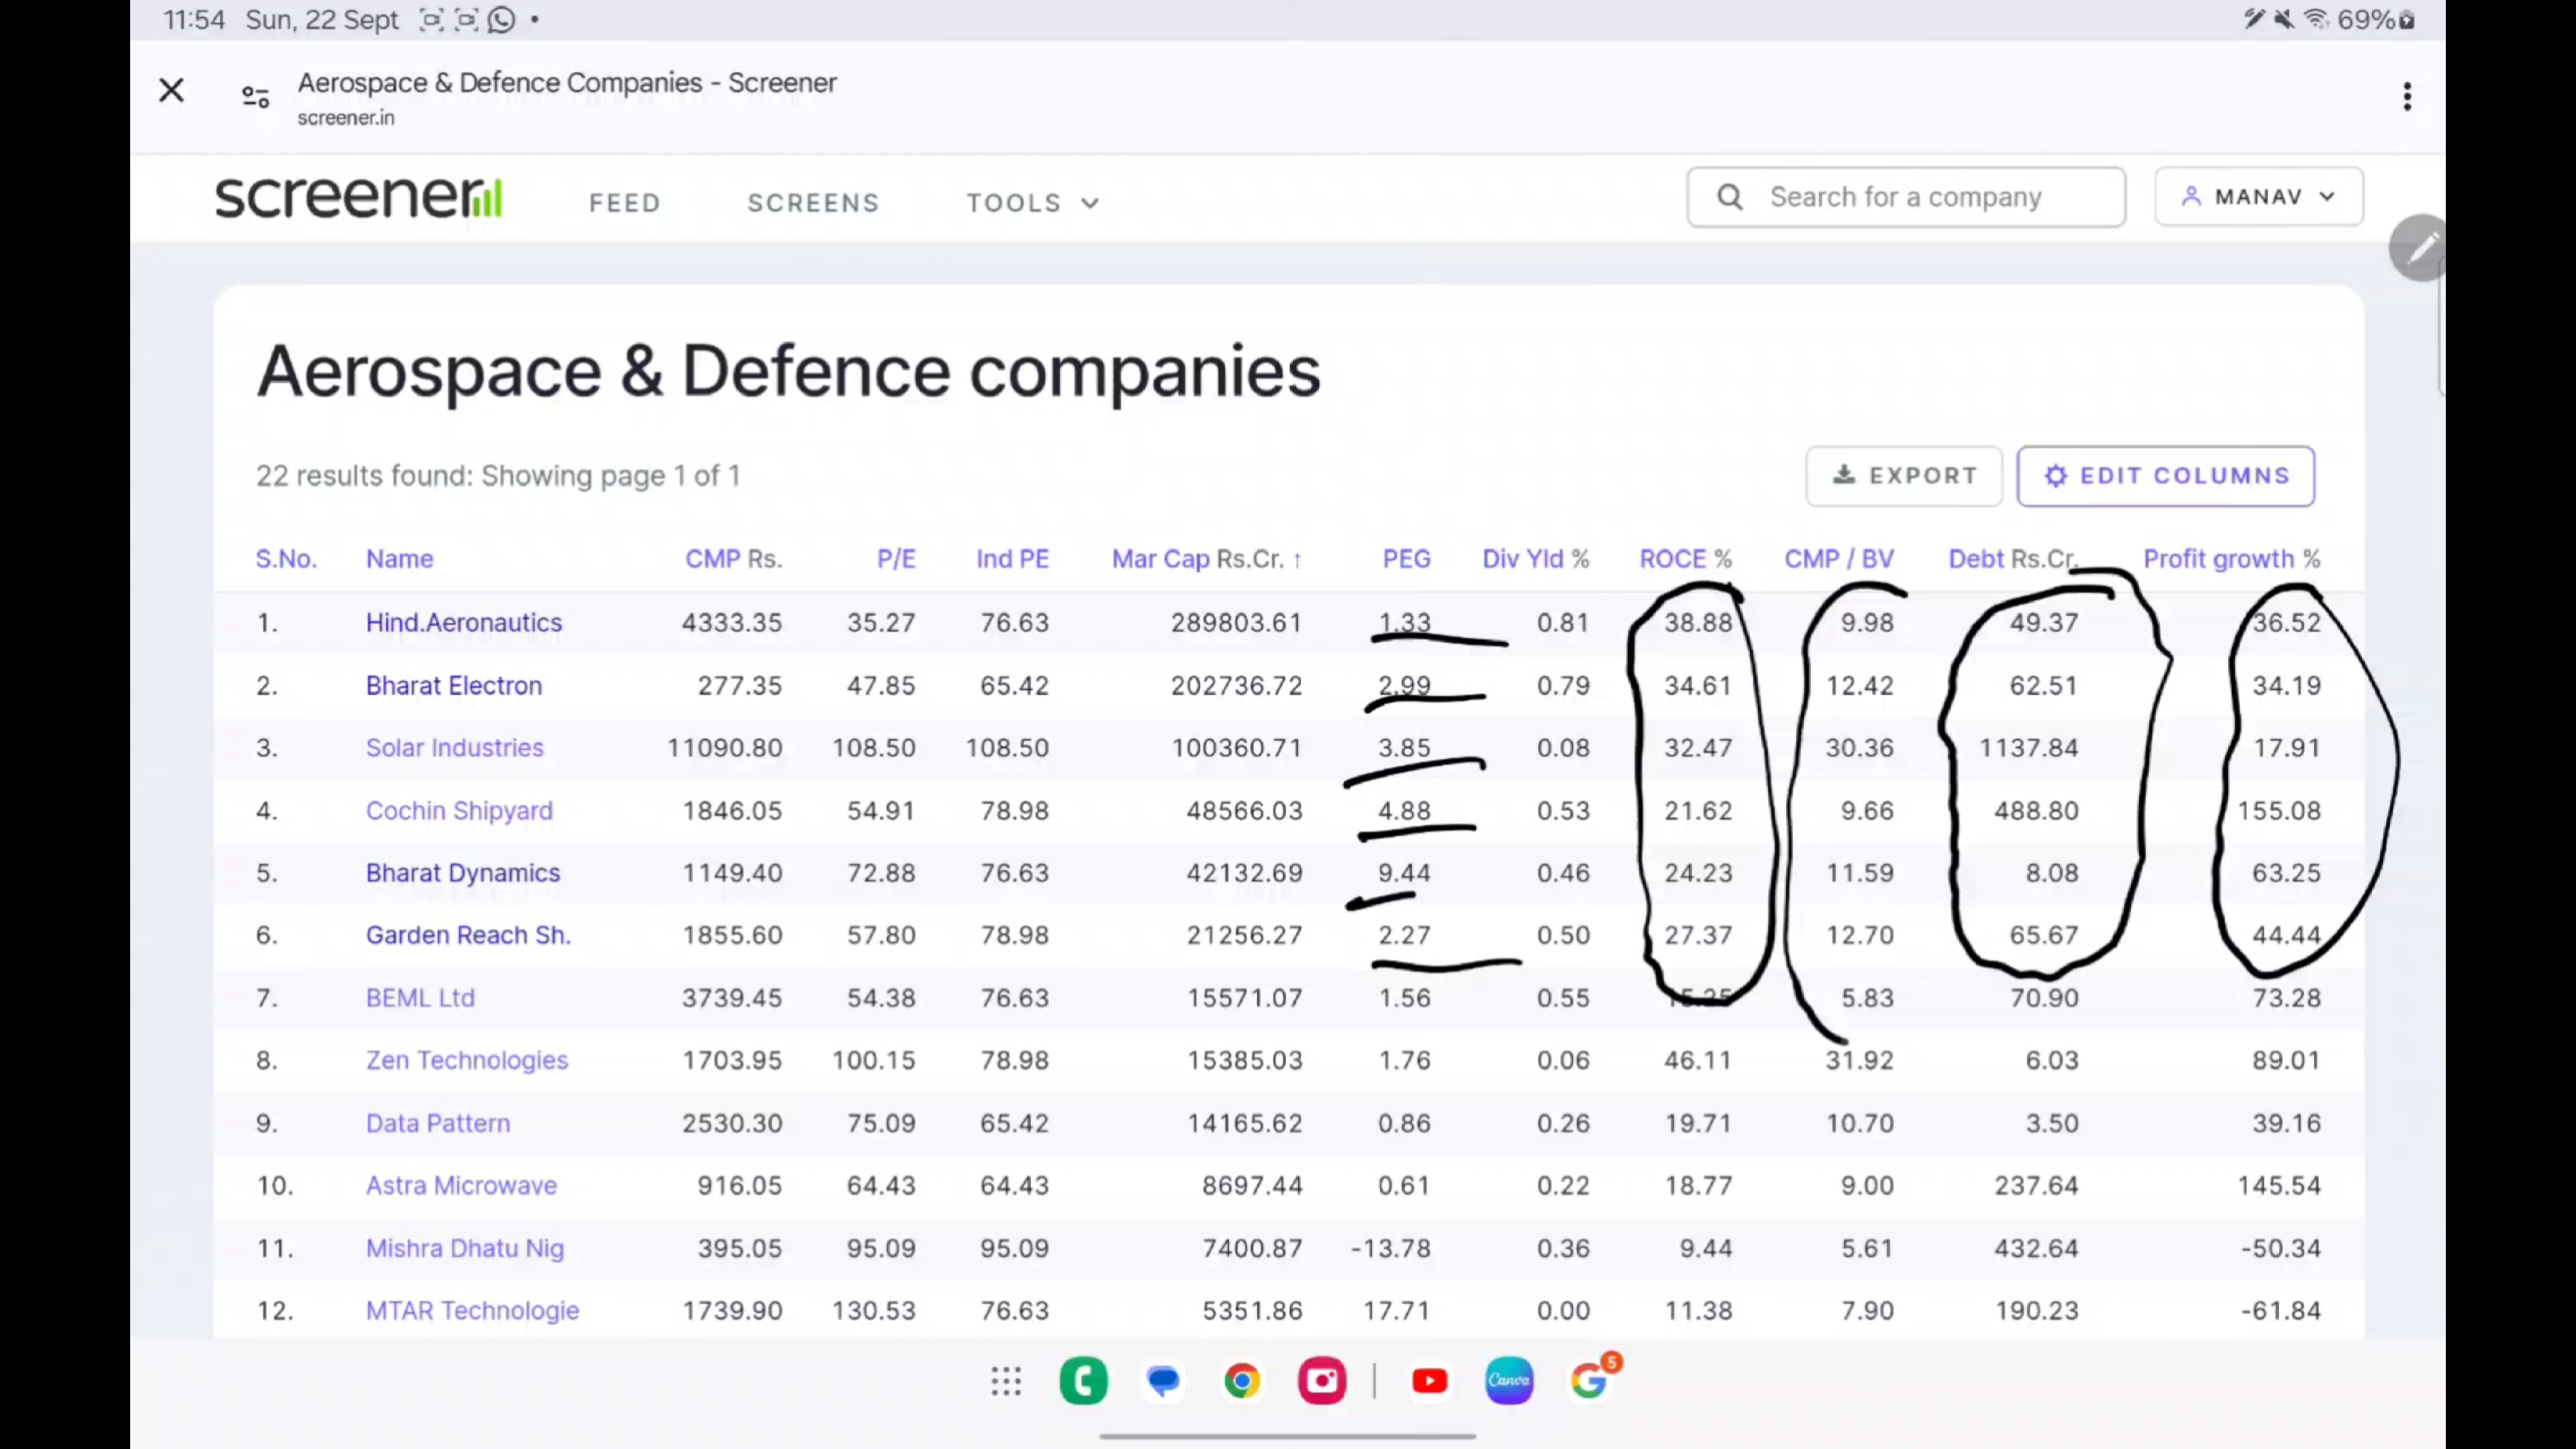 11:54 Sun, 22 Sept 69%
Aerospace & Defence Companies - Screener
screener.in
screener FEED SCREENS TOOLS Search for a company MANAV
Aerospace & Defence companies
22 results found: Showing page 1 of 1 EXPORT EDIT COLUMNS
S.No. Name CMP Rs. P/E Ind PE Mar Cap Rs.Cr. ↑ PEG Div Yld % ROCE % CMP / BV Debt Rs.Cr. Profit growth %
1. Hind.Aeronautics 4333.35 35.27 76.63 289803.61 1.33 0.81 38.88 9.98 49.37 36.52
2. Bharat Electron 277.35 47.85 65.42 202736.72 2.99 0.79 34.61 12.42 62.51 34.19
3. Solar Industries 11090.80 108.50 108.50 100360.71 3.85 0.08 32.47 30.36 1137.84 17.91
4. Cochin Shipyard 1846.05 54.91 78.98 48566.03 4.88 0.53 21.62 9.66 488.80 155.08
5. Bharat Dynamics 1149.40 72.88 76.63 42132.69 9.44 0.46 24.23 11.59 8.08 63.25
6. Garden Reach Sh. 1855.60 57.80 78.98 21256.27 2.27 0.50 27.37 12.70 65.67 44.44
7. BEML Ltd 3739.45 54.38 76.63 15571.07 1.56 0.55 15.25 5.83 70.90 73.28
8. Zen Technologies 1703.95 100.15 78.98 15385.03 1.76 0.06 46.11 31.92 6.03 89.01
9. Data Pattern 2530.30 75.09 65.42 14165.62 0.86 0.26 19.71 10.70 3.50 39.16
10. Astra Microwave 916.05 64.43 64.43 8697.44 0.61 0.22 18.77 9.00 237.64 145.54
11. Mishra Dhatu Nig 395.05 95.09 95.09 7400.87 -13.78 0.36 9.44 5.61 432.64 -50.34
12. MTAR Technologie 1739.90 130.53 76.63 5351.86 17.71 0.00 11.38 7.90 190.23 -61.84
Canva 5